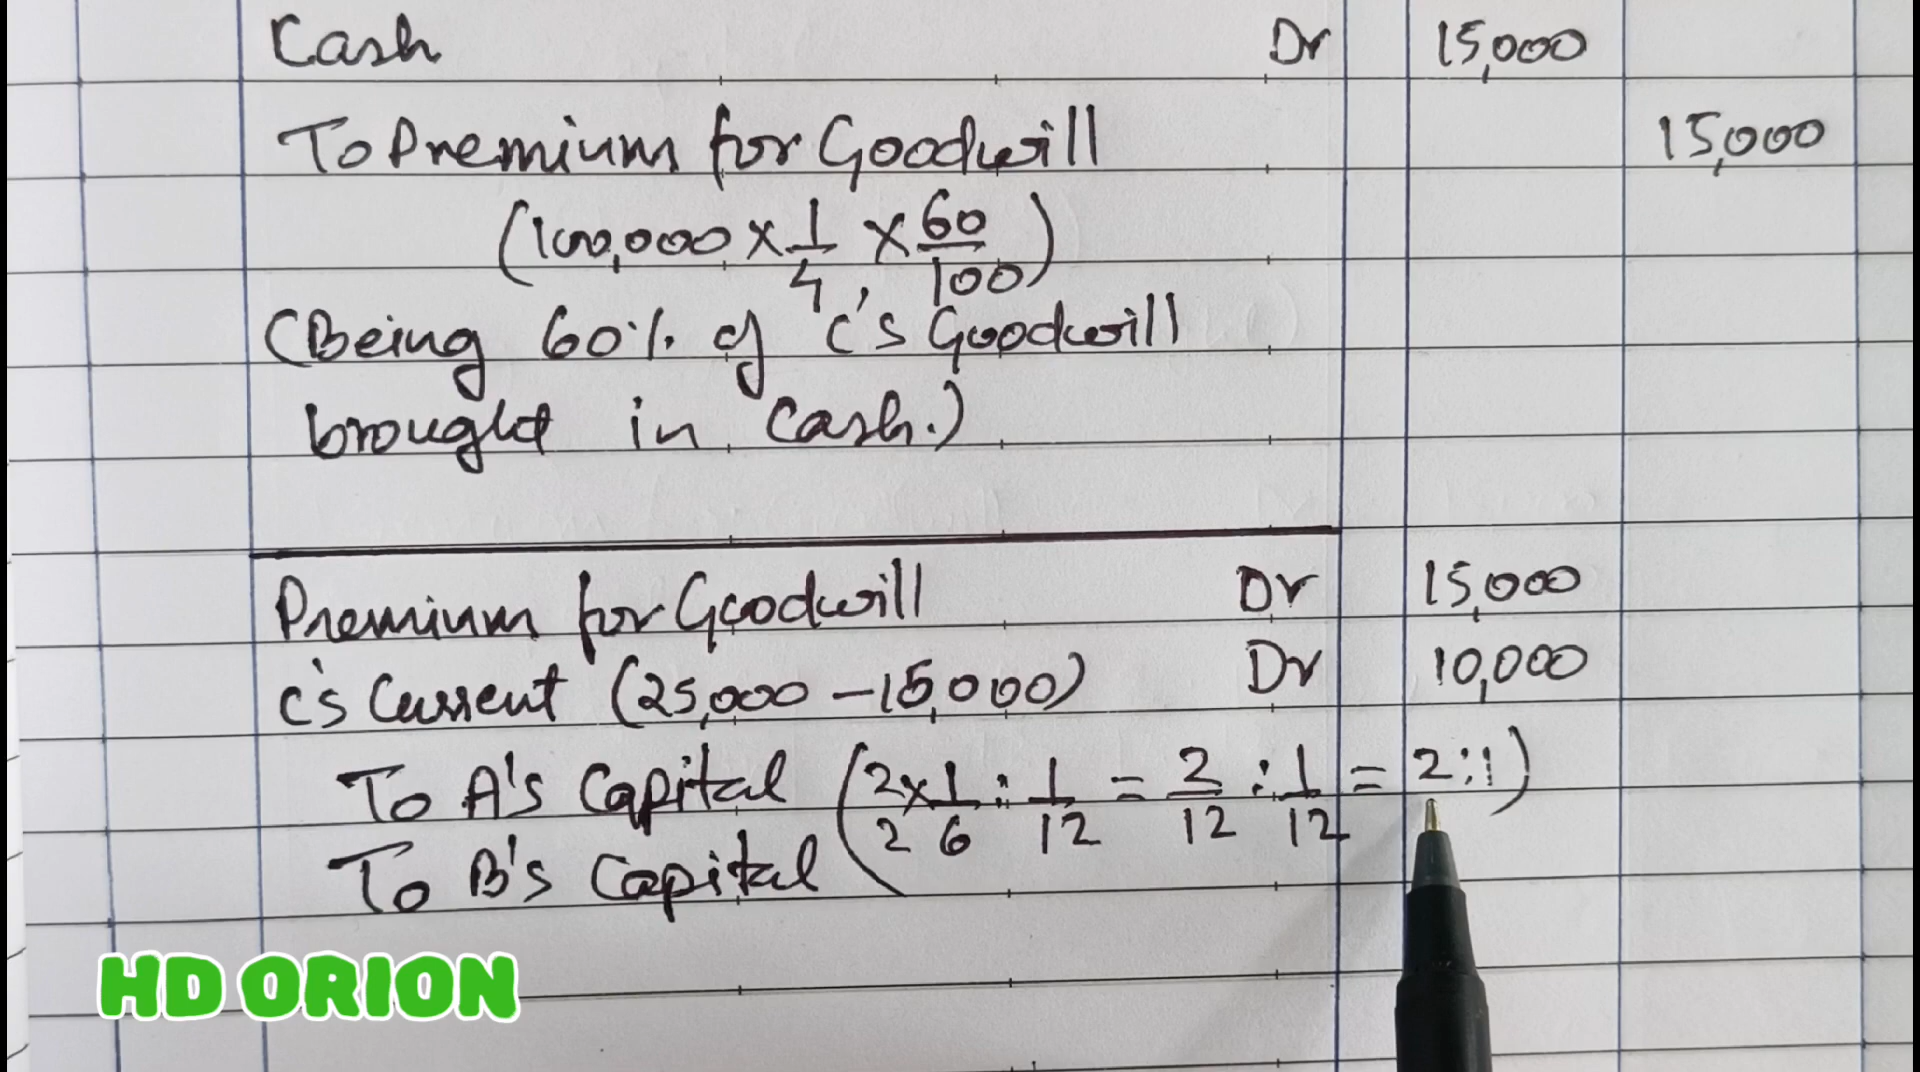 Cash Dr 15,000
To Premium for Goodwill 15,000
(100,000 × 1/4 × 60/100)
(Being 60% of C's Goodwill
brought in Cash.)
Premium for Goodwill Dr 15,000
C's Current (25,000 - 15,000) Dr 10,000
To A's Capital (2/2 × 1/6 : 1/12 = 2/12 : 1/12 = 2:1)
To B's Capital
HD ORION